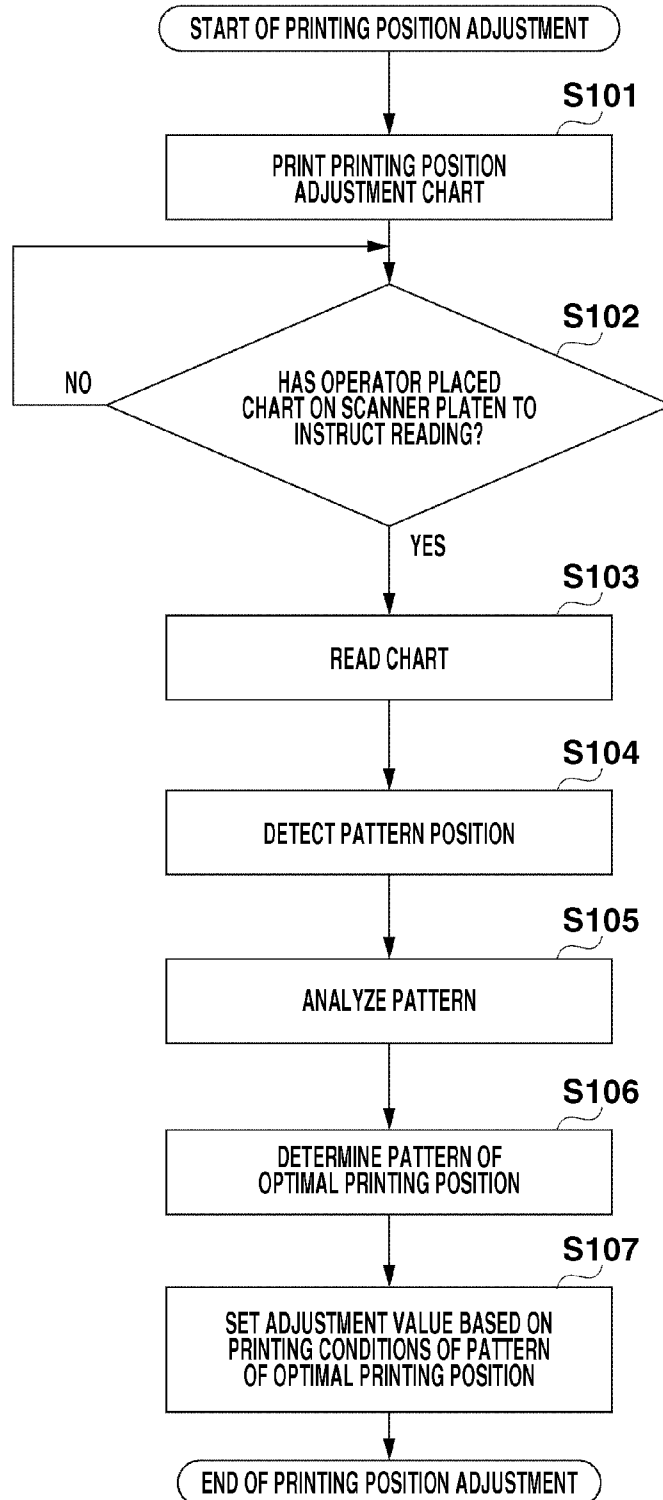 START OF PRINTING POSITION ADJUSTMENT
S101
PRINT PRINTING POSITION
ADJUSTMENT CHART
S102
NO
HAS OPERATOR PLACED
CHART ON SCANNER PLATEN TO
INSTRUCT READING?
YES
S103
READ CHART
S104
DETECT PATTERN POSITION
S105
ANALYZE PATTERN
S106
DETERMINE PATTERN OF
OPTIMAL PRINTING POSITION
S107
SET ADJUSTMENT VALUE BASED ON
PRINTING CONDITIONS OF PATTERN
OF OPTIMAL PRINTING POSITION
END OF PRINTING POSITION ADJUSTMENT